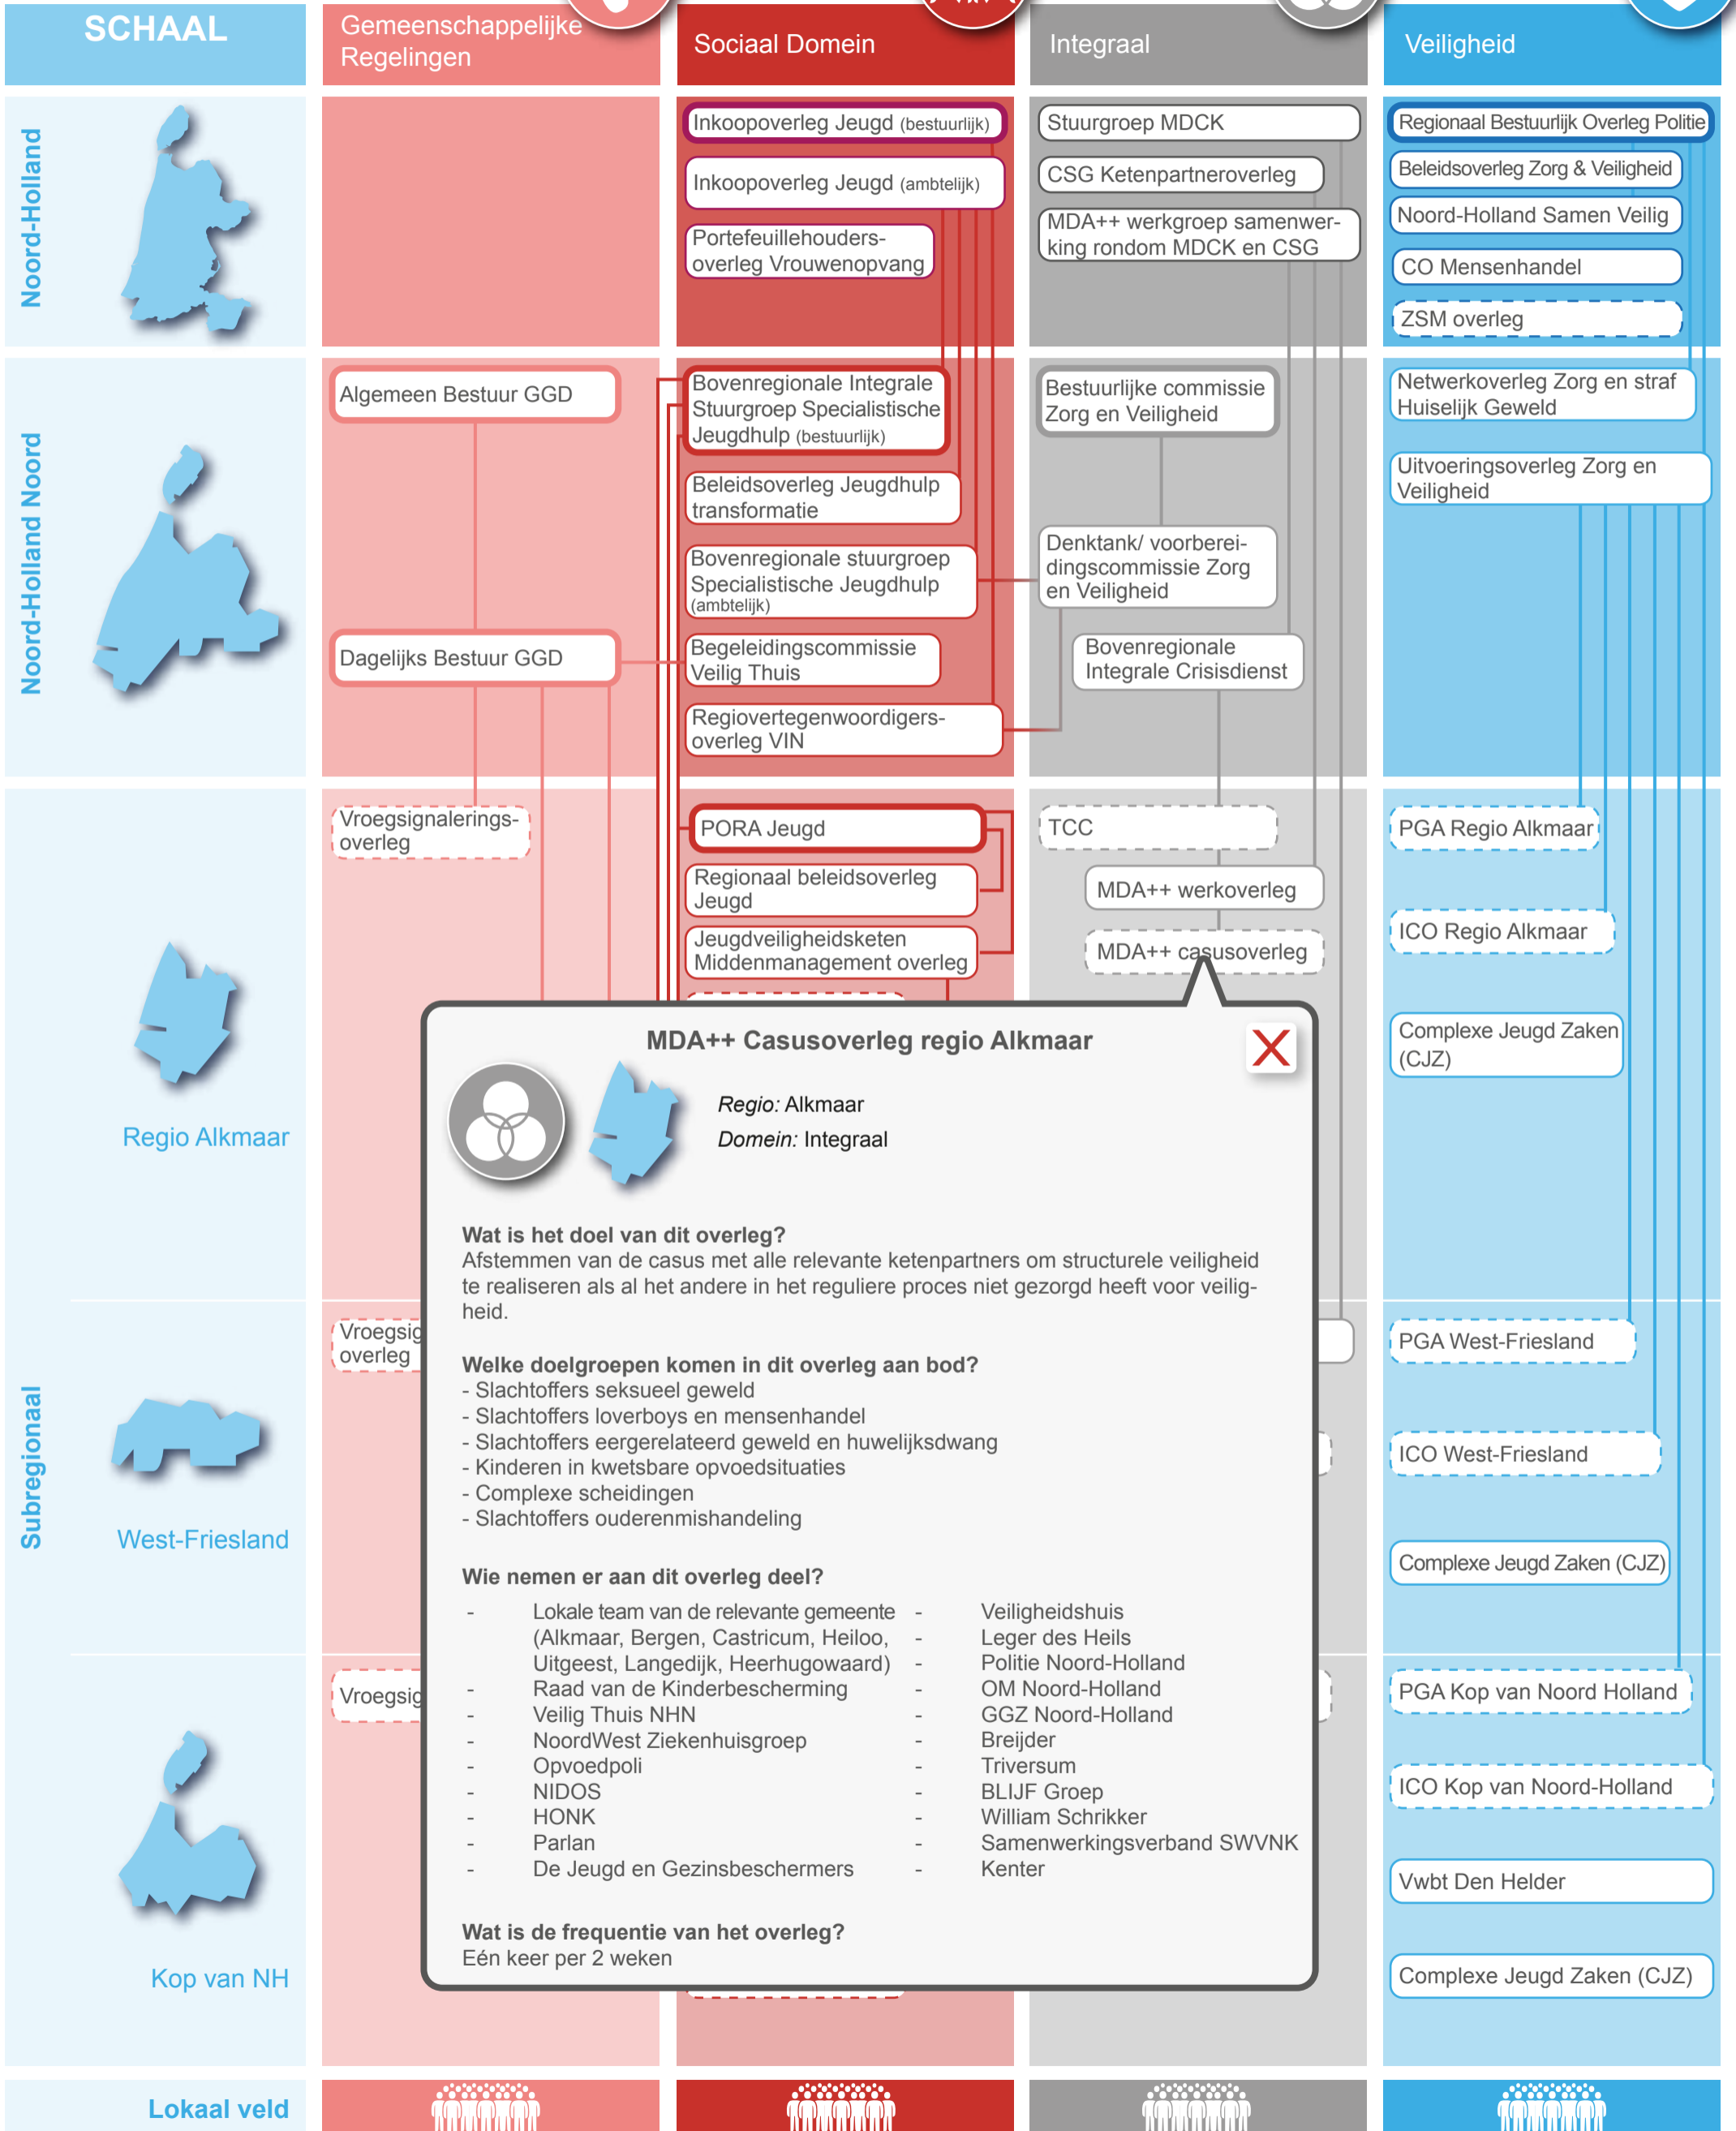 SCHAAL
Gemeenschappelijke
Regelingen
Sociaal Domein
Integraal
Veiligheid
Noord-Holland
Inkoopoverleg Jeugd (bestuurlijk)
Inkoopoverleg Jeugd (ambtelijk)
Portefeuillehouders-
overleg Vrouwenopvang
Stuurgroep MDCK
CSG Ketenpartneroverleg
MDA++ werkgroep samenwer-
king rondom MDCK en CSG
Regionaal Bestuurlijk Overleg Politie
Beleidsoverleg Zorg & Veiligheid
Noord-Holland Samen Veilig
CO Mensenhandel
ZSM overleg
Noord-Holland Noord
Algemeen Bestuur GGD
Dagelijks Bestuur GGD
Bovenregionale Integrale
Stuurgroep Specialistische
Jeugdhulp (bestuurlijk)
Beleidsoverleg Jeugdhulp
transformatie
Bovenregionale stuurgroep
Specialistische Jeugdhulp
(ambtelijk)
Begeleidingscommissie
Veilig Thuis
Regiovertegenwoordigers-
overleg VIN
Bestuurlijke commissie
Zorg en Veiligheid
Denktank/ voorberei-
dingscommissie Zorg
en Veiligheid
Bovenregionale
Integrale Crisisdienst
Netwerkoverleg Zorg en straf
Huiselijk Geweld
Uitvoeringsoverleg Zorg en
Veiligheid
Subregionaal
Regio Alkmaar
Vroegsignalerings-
overleg
PORA Jeugd
Regionaal beleidsoverleg
Jeugd
Jeugdveiligheidsketen
Middenmanagement overleg
TCC
MDA++ werkoverleg
MDA++ casusoverleg
PGA Regio Alkmaar
ICO Regio Alkmaar
Complexe Jeugd Zaken
(CJZ)
MDA++ Casusoverleg regio Alkmaar
X
Regio: Alkmaar
Domein: Integraal
Wat is het doel van dit overleg?
Afstemmen van de casus met alle relevante ketenpartners om structurele veiligheid
te realiseren als al het andere in het reguliere proces niet gezorgd heeft voor veilig-
heid.
Welke doelgroepen komen in dit overleg aan bod?
- Slachtoffers seksueel geweld
- Slachtoffers loverboys en mensenhandel
- Slachtoffers eergerelateerd geweld en huwelijksdwang
- Kinderen in kwetsbare opvoedsituaties
- Complexe scheidingen
- Slachtoffers ouderenmishandeling
Wie nemen er aan dit overleg deel?
- Lokale team van de relevante gemeente
(Alkmaar, Bergen, Castricum, Heiloo,
Uitgeest, Langedijk, Heerhugowaard)
- Raad van de Kinderbescherming
- Veilig Thuis NHN
- NoordWest Ziekenhuisgroep
- Opvoedpoli
- NIDOS
- HONK
- Parlan
- De Jeugd en Gezinsbeschermers
- Veiligheidshuis
- Leger des Heils
- Politie Noord-Holland
- OM Noord-Holland
- GGZ Noord-Holland
- Breijder
- Triversum
- BLIJF Groep
- William Schrikker
- Samenwerkingsverband SWVNK
- Kenter
Wat is de frequentie van het overleg?
Eén keer per 2 weken
West-Friesland
Vroegsig
overleg
PGA West-Friesland
ICO West-Friesland
Complexe Jeugd Zaken (CJZ)
Kop van NH
Vroegsig
PGA Kop van Noord Holland
ICO Kop van Noord-Holland
Vwbt Den Helder
Complexe Jeugd Zaken (CJZ)
Lokaal veld